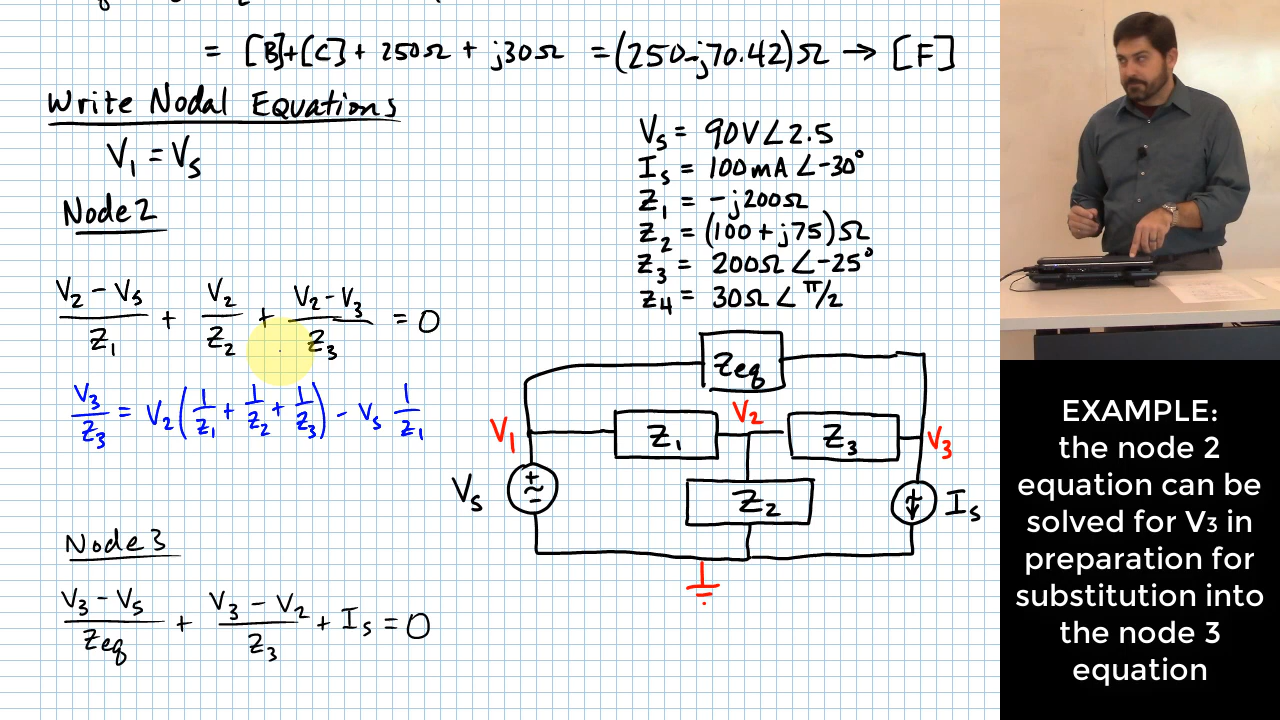 = [B]+[C] + 250Ω + j30Ω = (250-j70.42)Ω → [F]
Write Nodal Equations
V₁ = Vs
Node 2
(V₂ - Vs)/Z₁ + V₂/Z₂ + (V₂ - V₃)/Z₃ = 0
V₃/Z₃ = V₂(1/Z₁ + 1/Z₂ + 1/Z₃) - Vs 1/Z₁
Node 3
(V₃ - Vs)/Zeq + (V₃ - V₂)/Z₃ + Is = 0
Vs = 90V∠2.5
Is = 100mA∠-30°
Z₁ = -j200Ω
Z₂ = (100 + j75)Ω
Z₃ = 200Ω∠-25°
Z4 = 30Ω∠π/2
Zeq
V₁
Z₁
V₂
Z₃
V₃
Vs
+
~
-
Z₂
Is
EXAMPLE:
the node 2
equation can be
solved for V₃ in
preparation for
substitution into
the node 3
equation